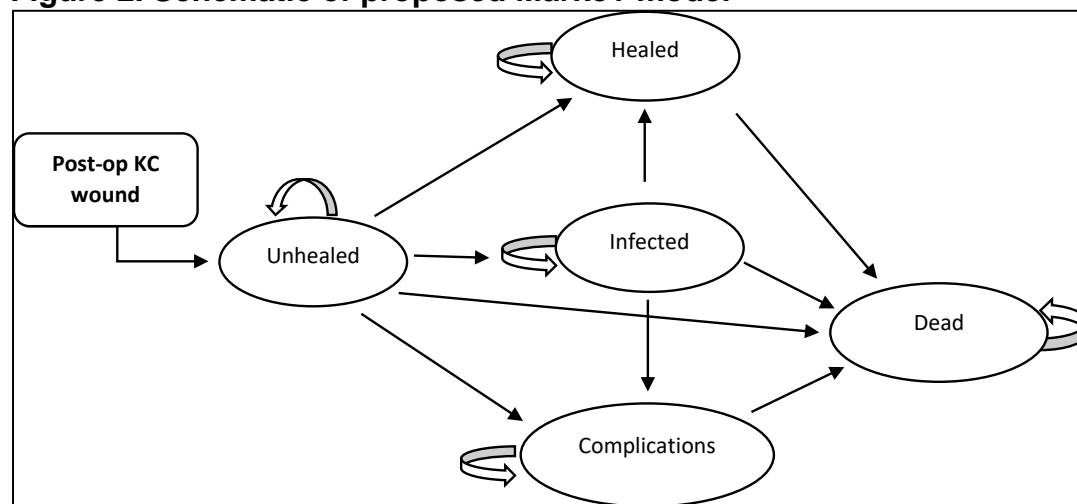 Figure 2. Schematic of proposed Markov model
Healed
Post-op KC
wound
Infected
Unhealed
Dead
Complications